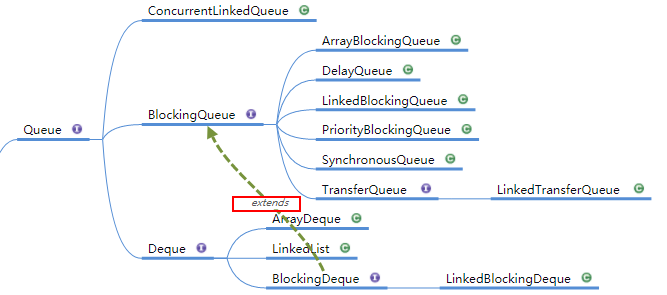 ConcurrentLinkedQueue C
ArrayBlockingQueue C
DelayQueue C
LinkedBlockingQueue C
BlockingQueue I
PriorityBlockingQueue C
Queue I
SynchronousQueue C
TransferQueue I LinkedTransferQueue C
extends
ArrayDeque C
Deque I LinkedList C
BlockingDeque I LinkedBlockingDeque C